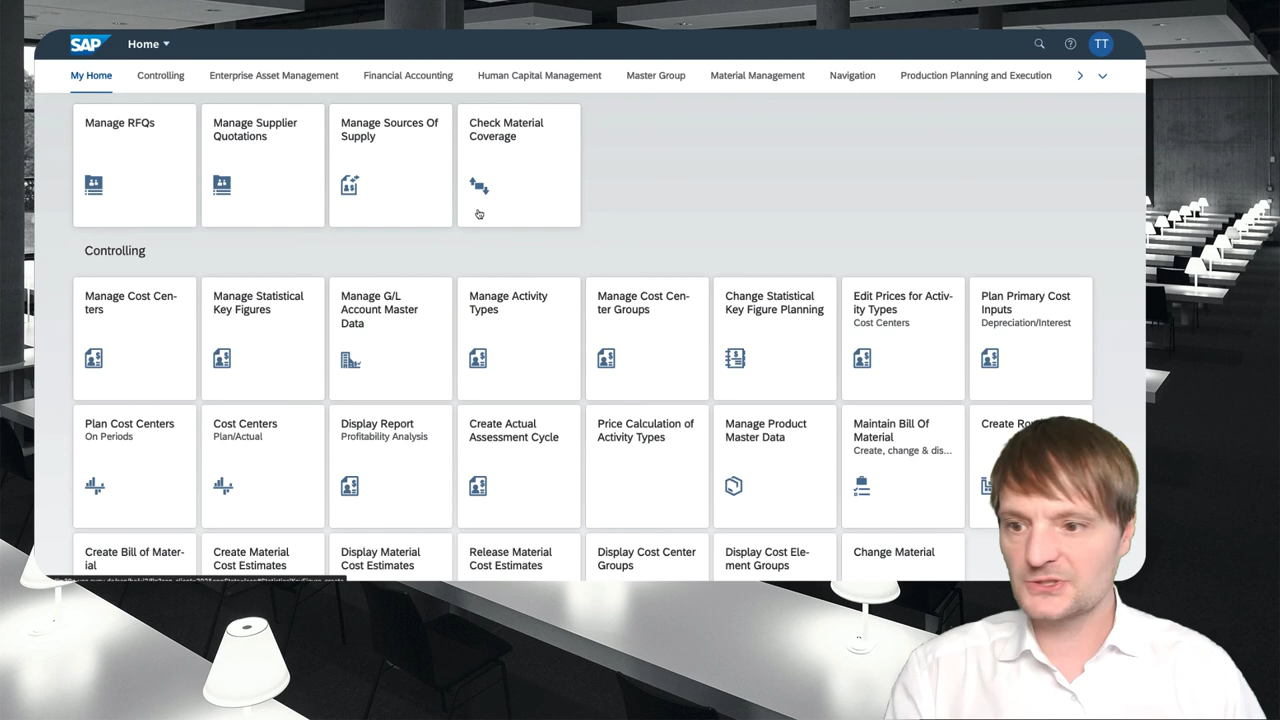 SAP
Home
TT
My Home
Controlling
Enterprise Asset Management
Financial Accounting
Human Capital Management
Master Group
Material Management
Navigation
Production Planning and Execution
Manage RFQs
Manage Supplier
Quotations
Manage Sources Of
Supply
Check Material
Coverage
Controlling
Manage Cost Cen-
ters
Manage Statistical
Key Figures
Manage G/L
Account Master
Data
Manage Activity
Types
Manage Cost Cen-
ter Groups
Change Statistical
Key Figure Planning
Edit Prices for Activ-
ity Types
Cost Centers
Plan Primary Cost
Inputs
Depreciation/Interest
Plan Cost Centers
On Periods
Cost Centers
Plan/Actual
Display Report
Profitability Analysis
Create Actual
Assessment Cycle
Price Calculation of
Activity Types
Manage Product
Master Data
Maintain Bill Of
Material
Create, change & dis...
Create
Create Bill of Mater-
ial
Create Material
Cost Estimates
Display Material
Cost Estimates
Release Material
Cost Estimates
Display Cost Center
Groups
Display Cost Ele-
ment Groups
Change Material